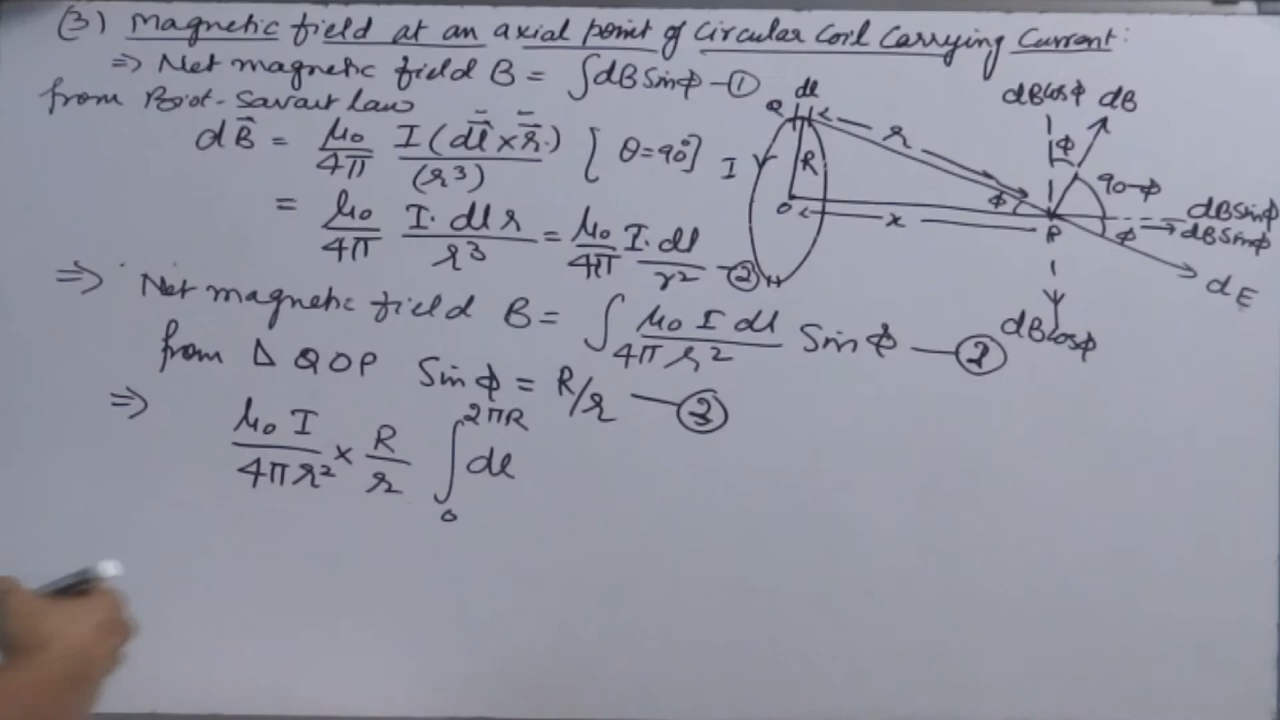 (3) Magnetic field at an axial point of Circular Coil Carrying Current:
⇒ Net magnetic field B = ∫dB Sinϕ -①
from Biot-Savart law
dB⃗ = μ₀/4π I(dl⃗×r⃗)/(r³) [θ=90°]
= μ₀/4π I.dl r/r³ = μ₀/4π I.dl/r² -②
⇒ Net magnetic field B = ∫ μ₀ I dl/4π r² Sinϕ —②
from Δ QOP Sinϕ = R/r —③
⇒ μ₀ I/4π r² × R/r ∫₀^2πR dl
dl
Q
r
I
R
O
x
ϕ
P
dBcosϕ
dB
ϕ
90-ϕ
dBsinϕ
dBsinϕ
ϕ
dE
dBcosϕ